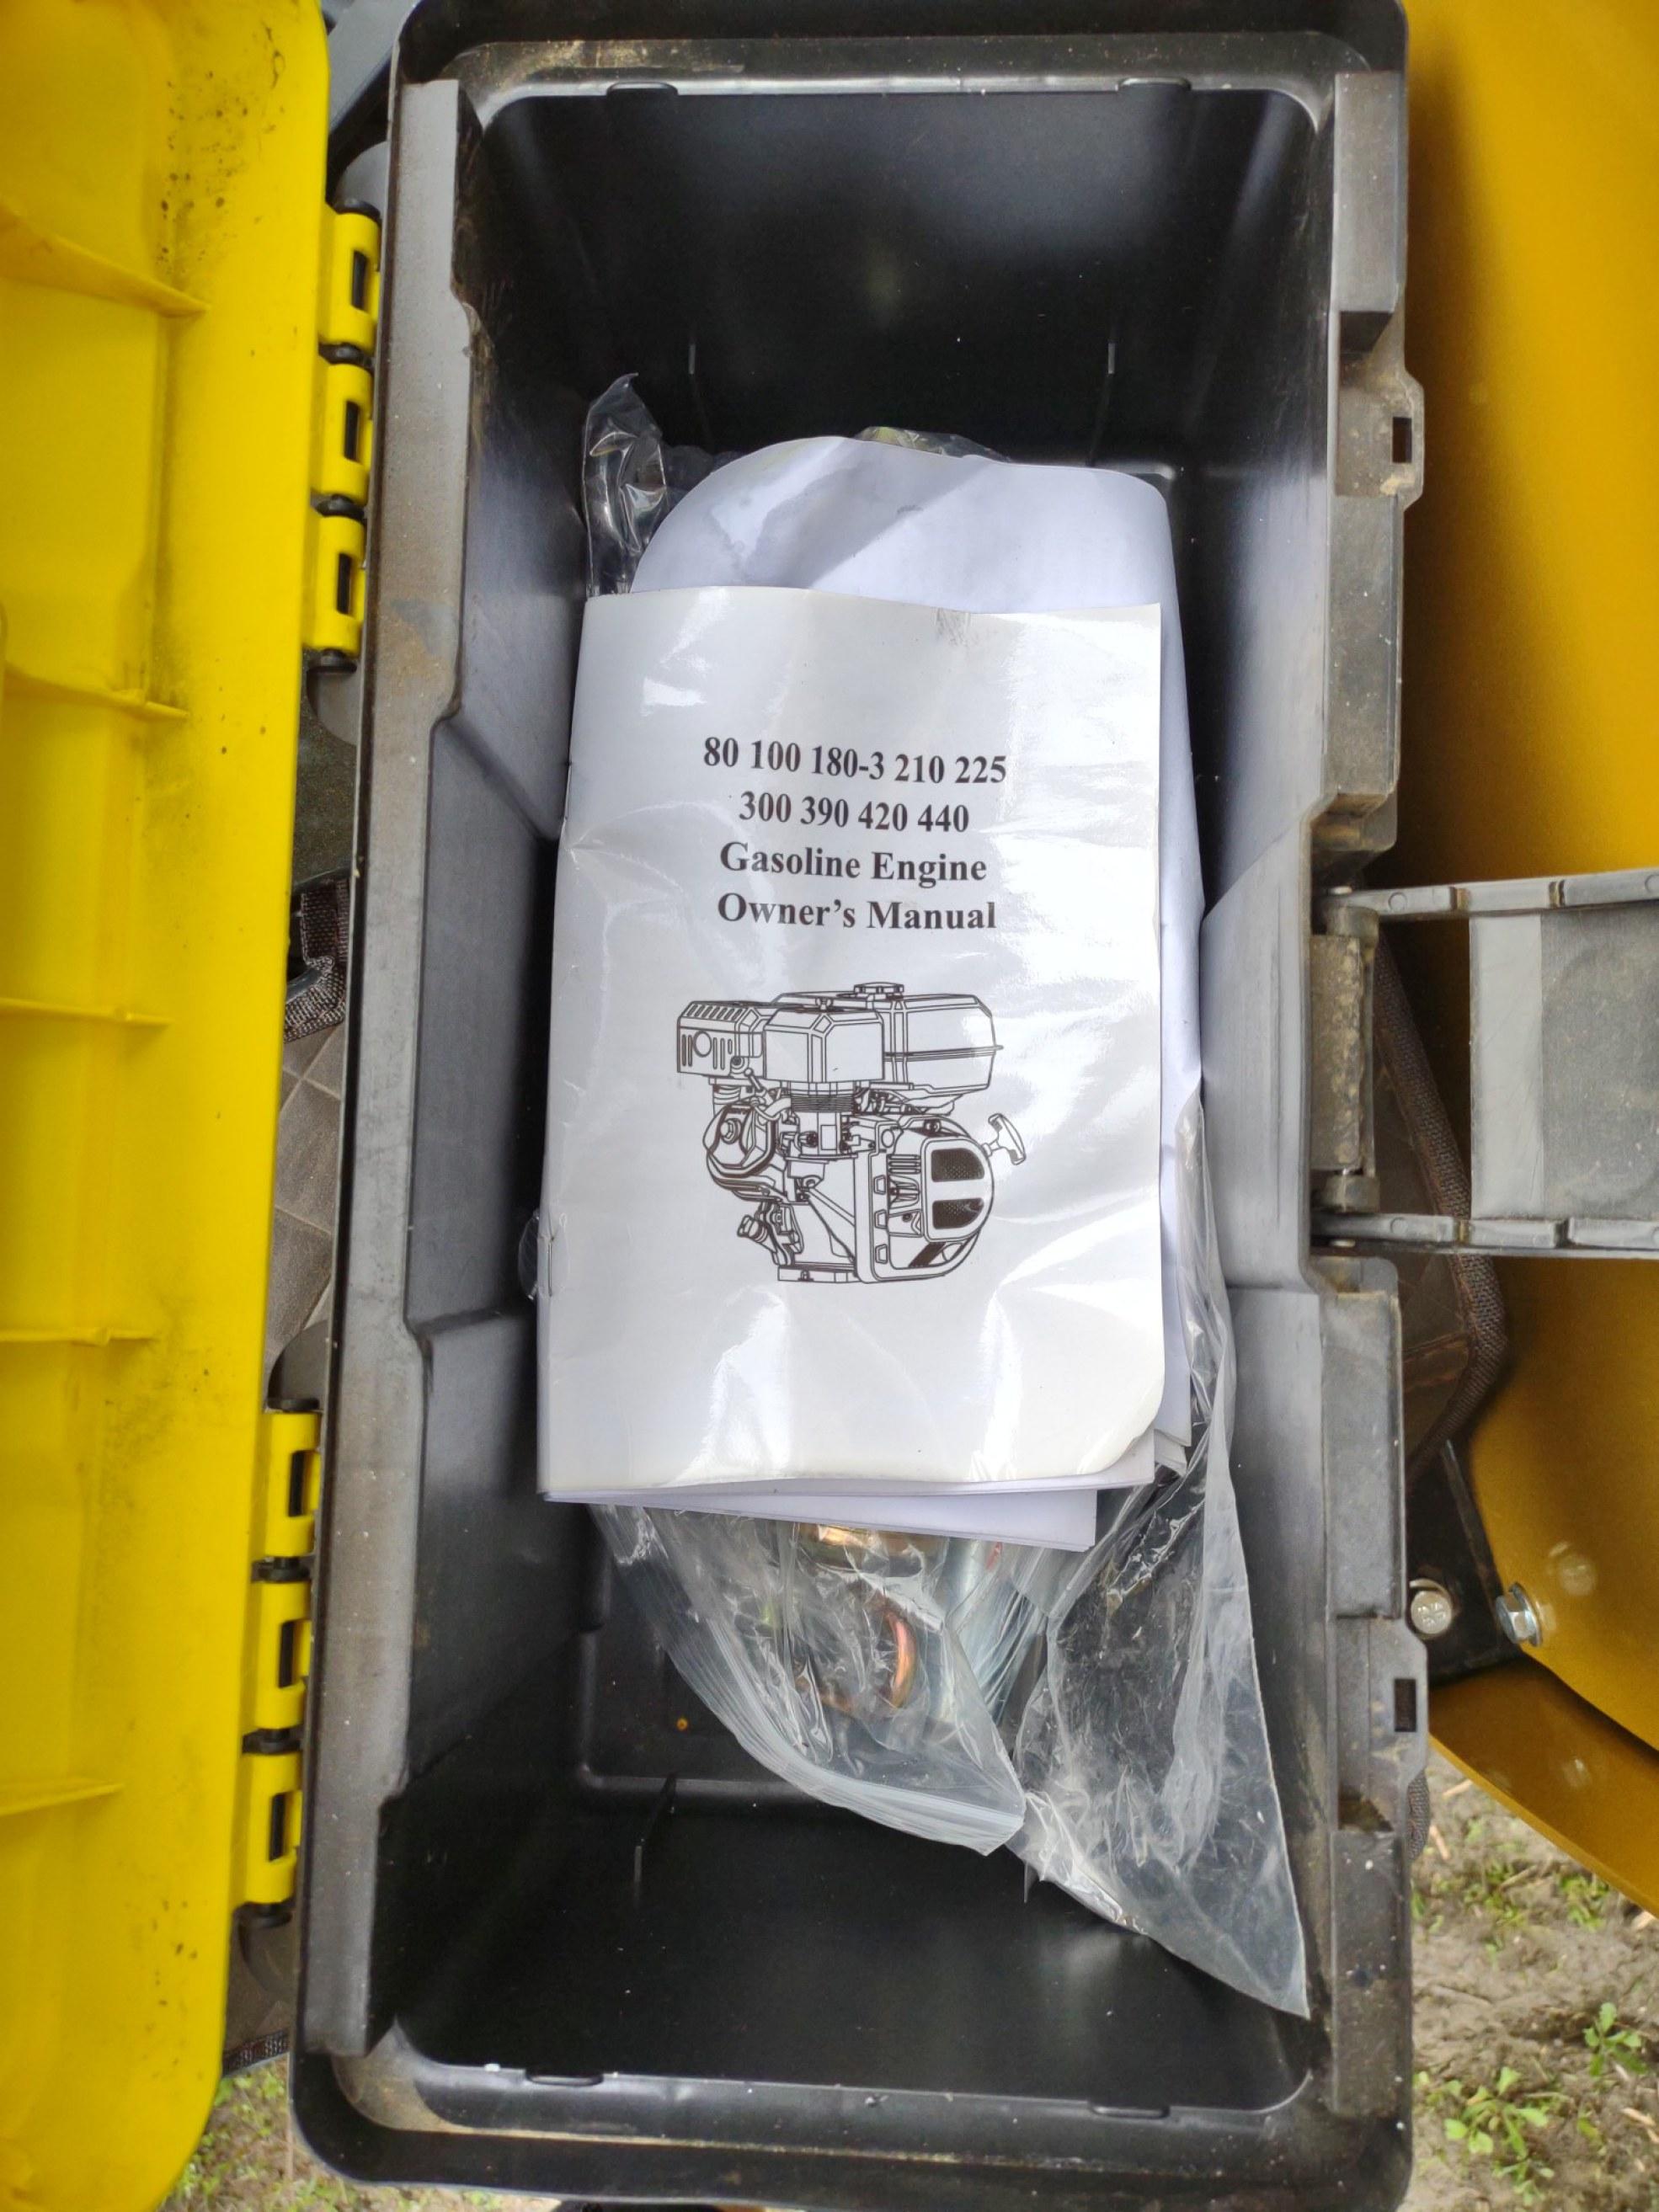 80 100 180-3 210 225
300 390 420 440
Gasoline Engine
Owner's Manual